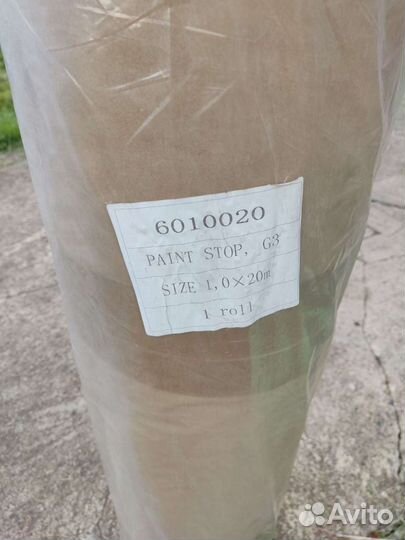 6010020
PAINT STOP, G3
SIZE 1,0×20m
1 roll
Avito